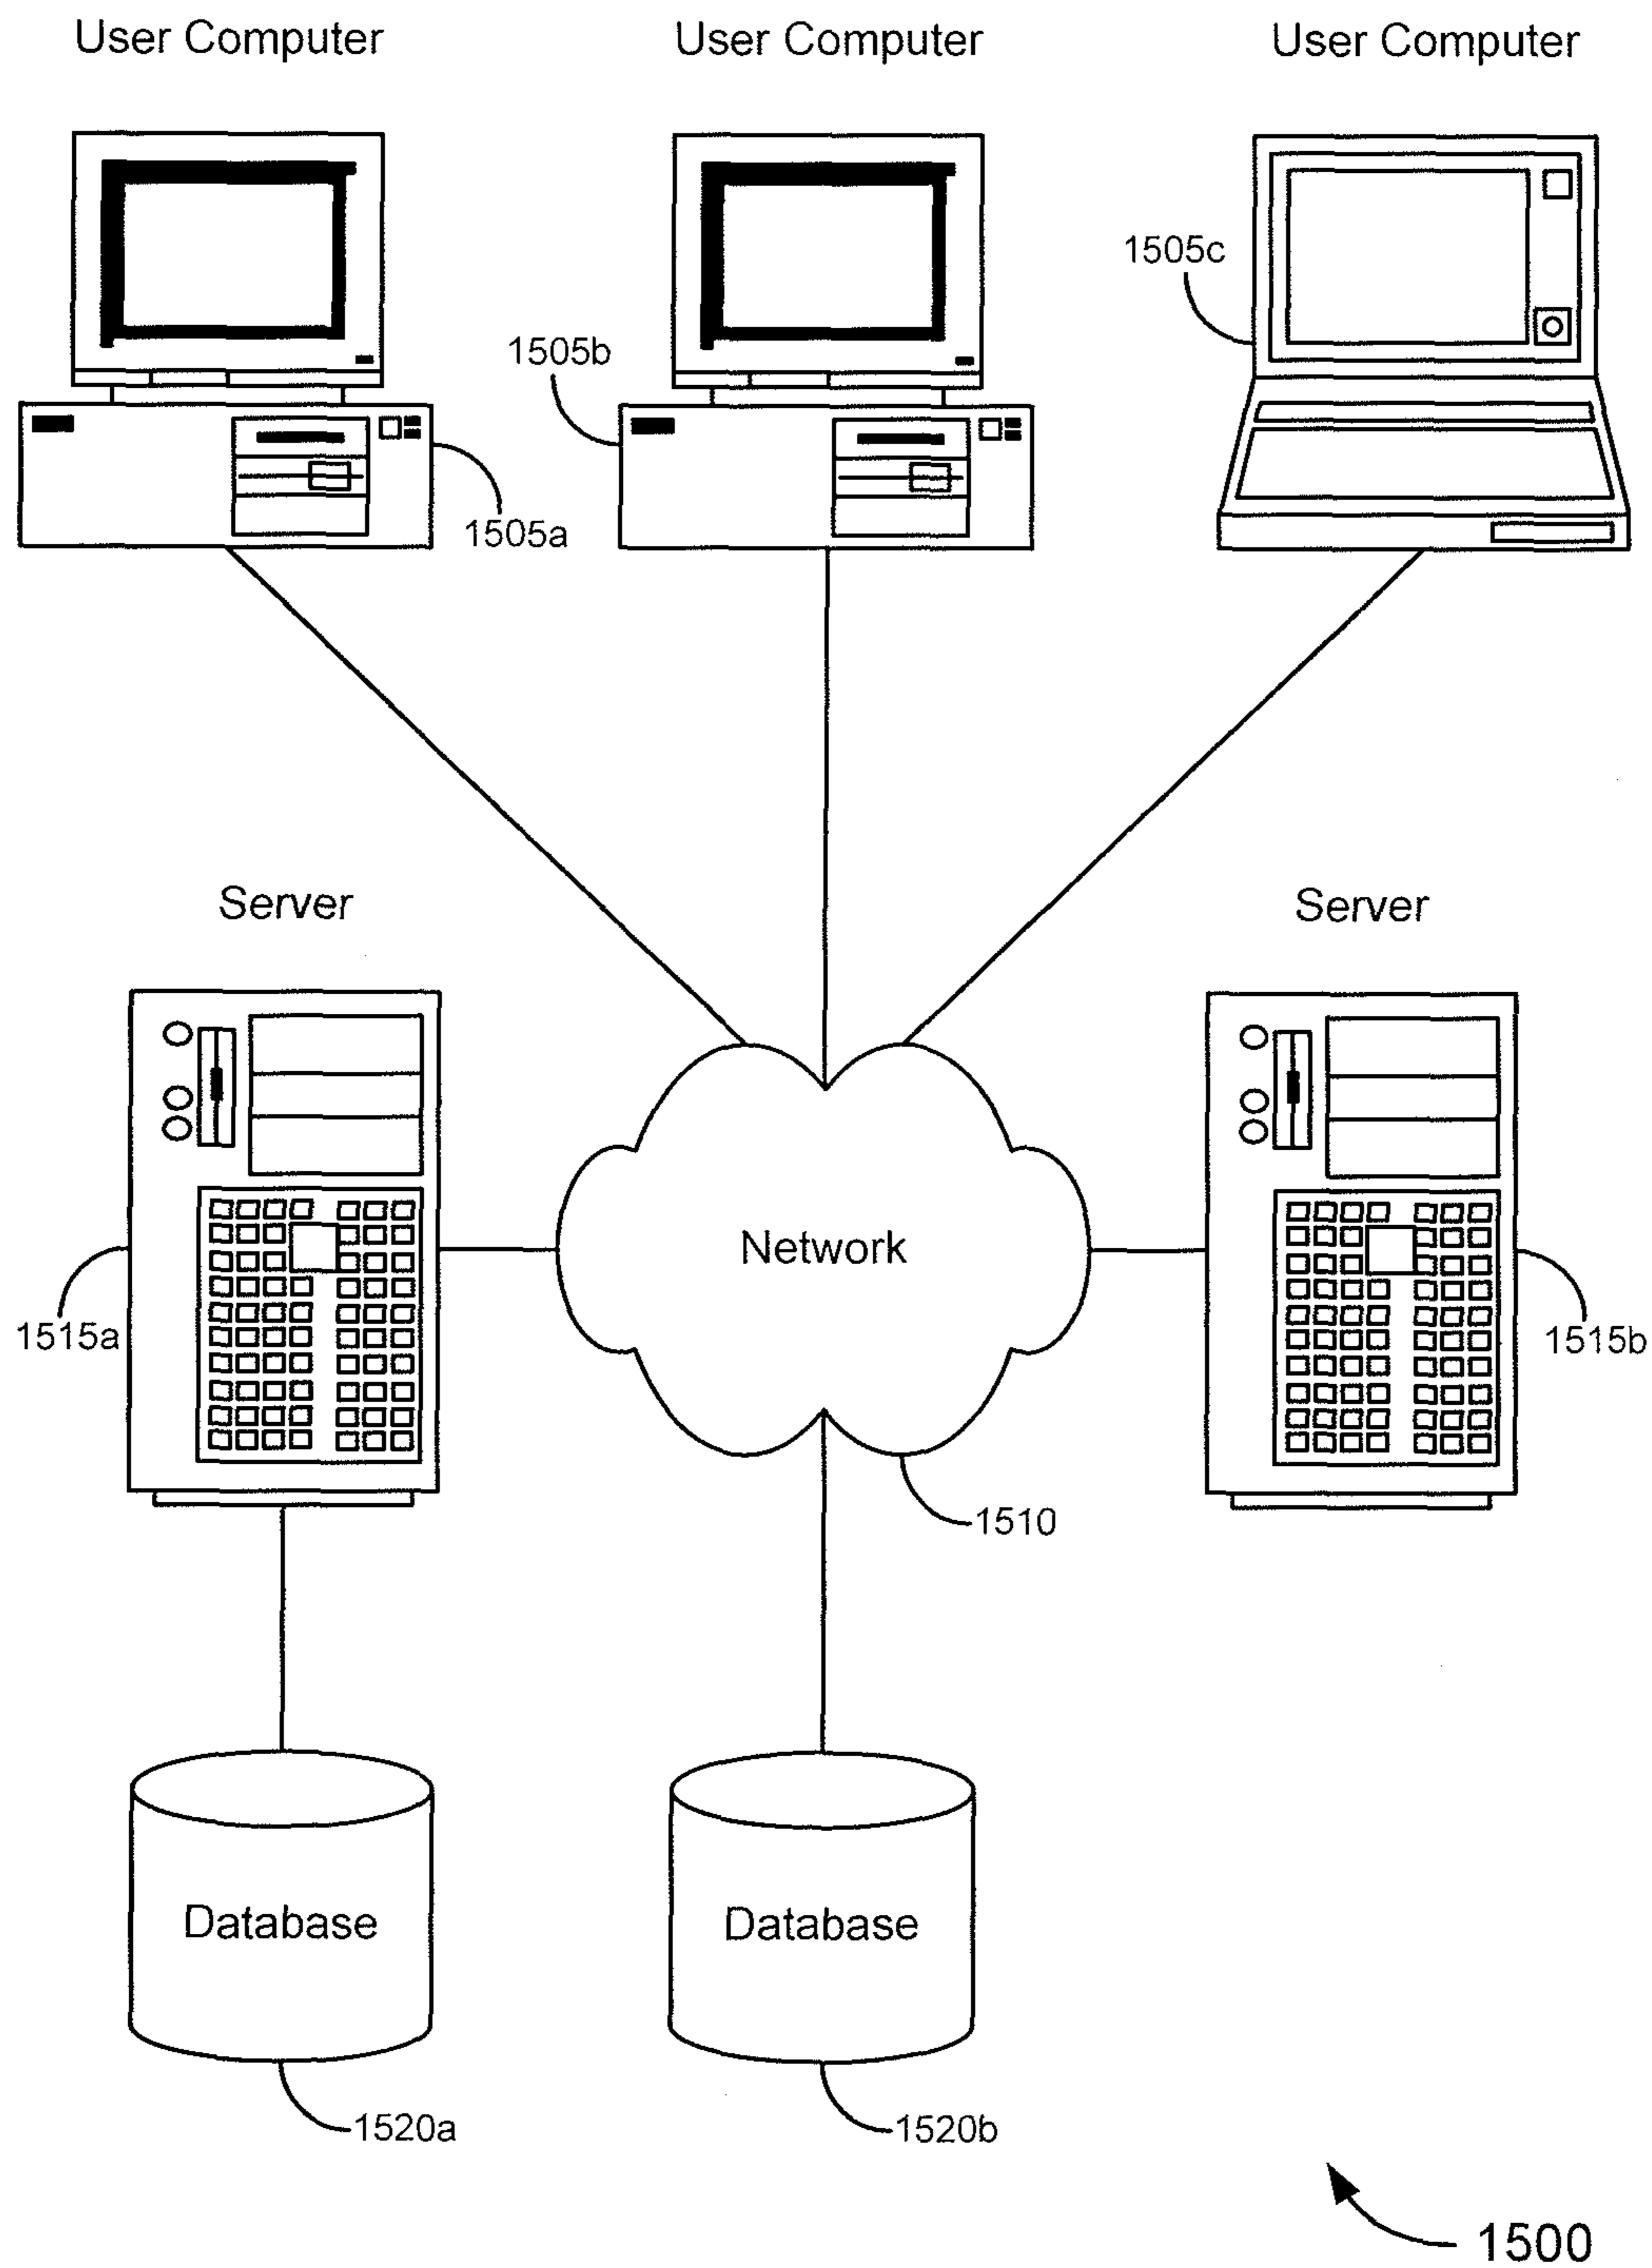 User Computer
User Computer
User Computer
1505c
1505b
1505a
Server
Server
Network
1515a
1515b
1510
Database
Database
1520a
1520b
1500